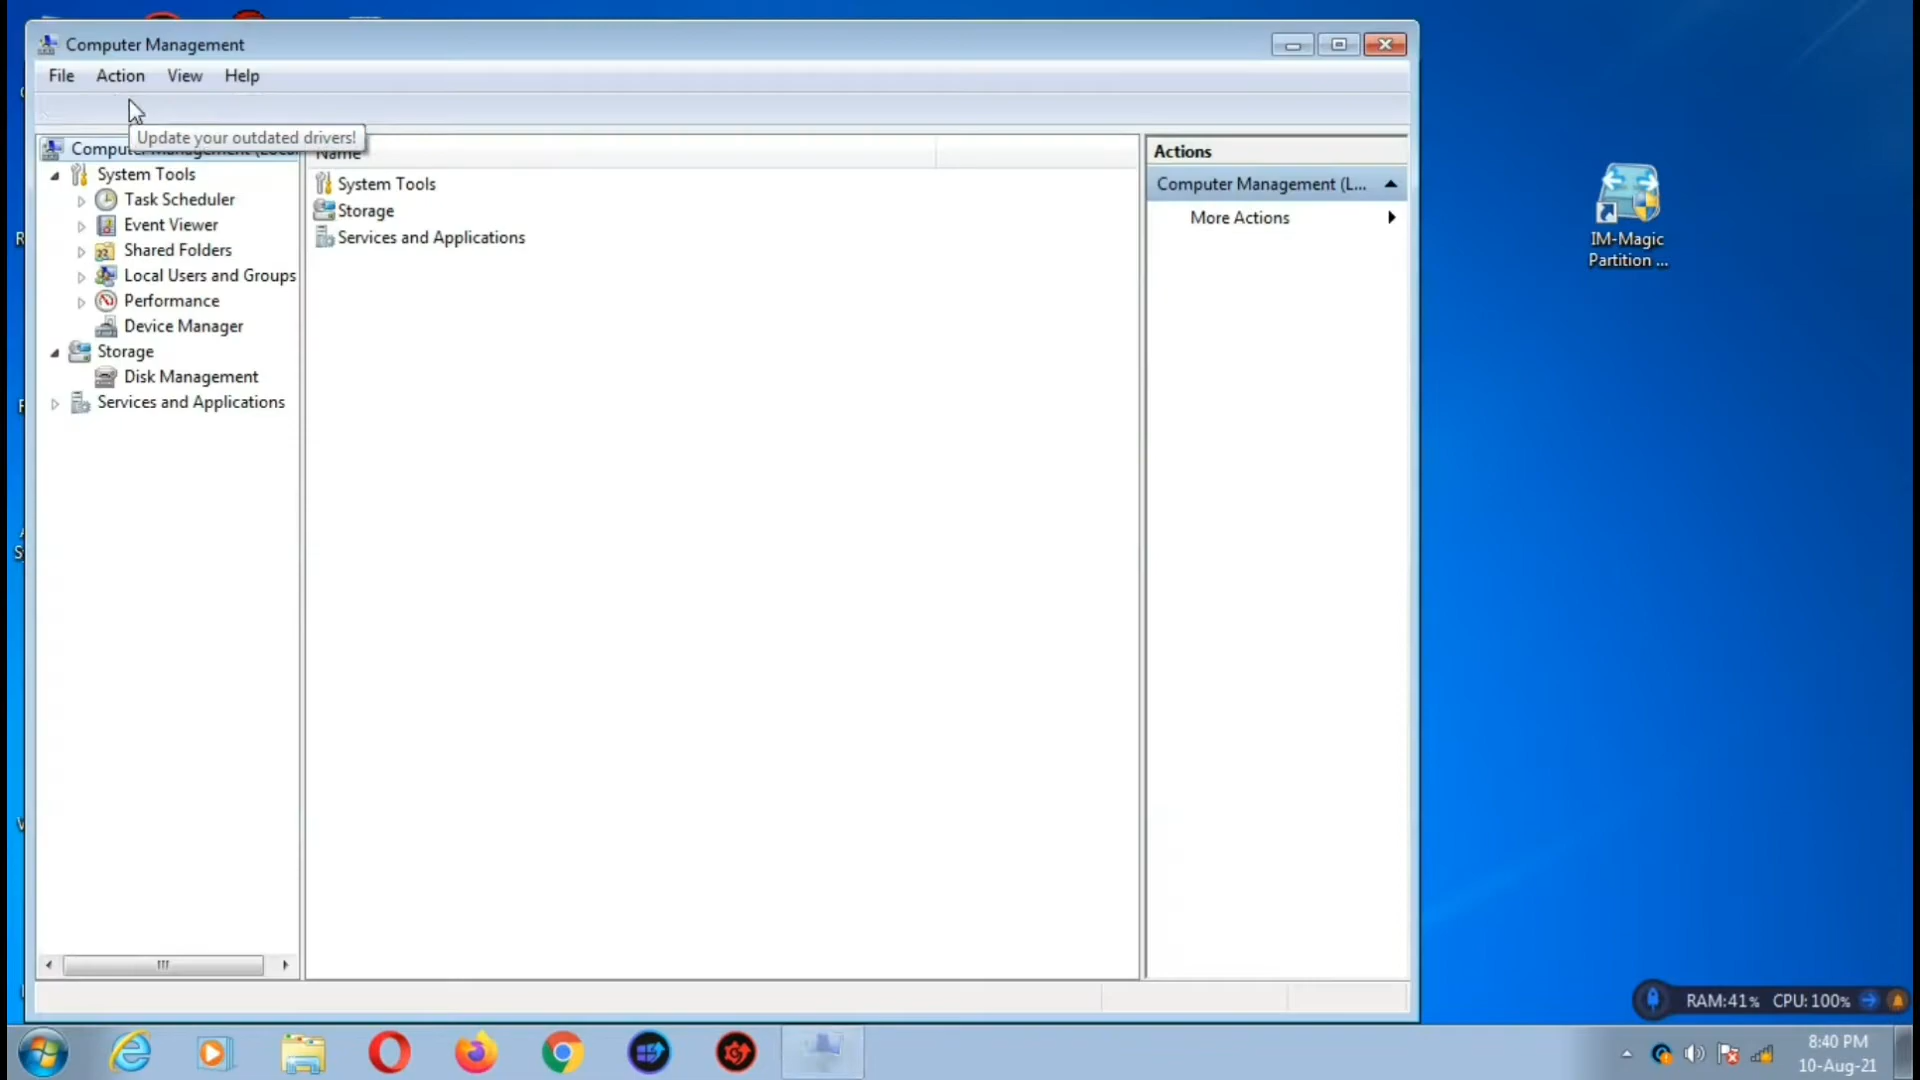 Computer Management
File Action View Help
Update your outdated drivers!
Name
System Tools
Task Scheduler
Event Viewer
Shared Folders
Local Users and Groups
Performance
Device Manager
Storage
Disk Management
Services and Applications
System Tools
Storage
Services and Applications
Actions
Computer Management (L...
More Actions
IM-Magic
Partition ...
RAM:41% CPU:100%
8:40 PM
10-Aug-21